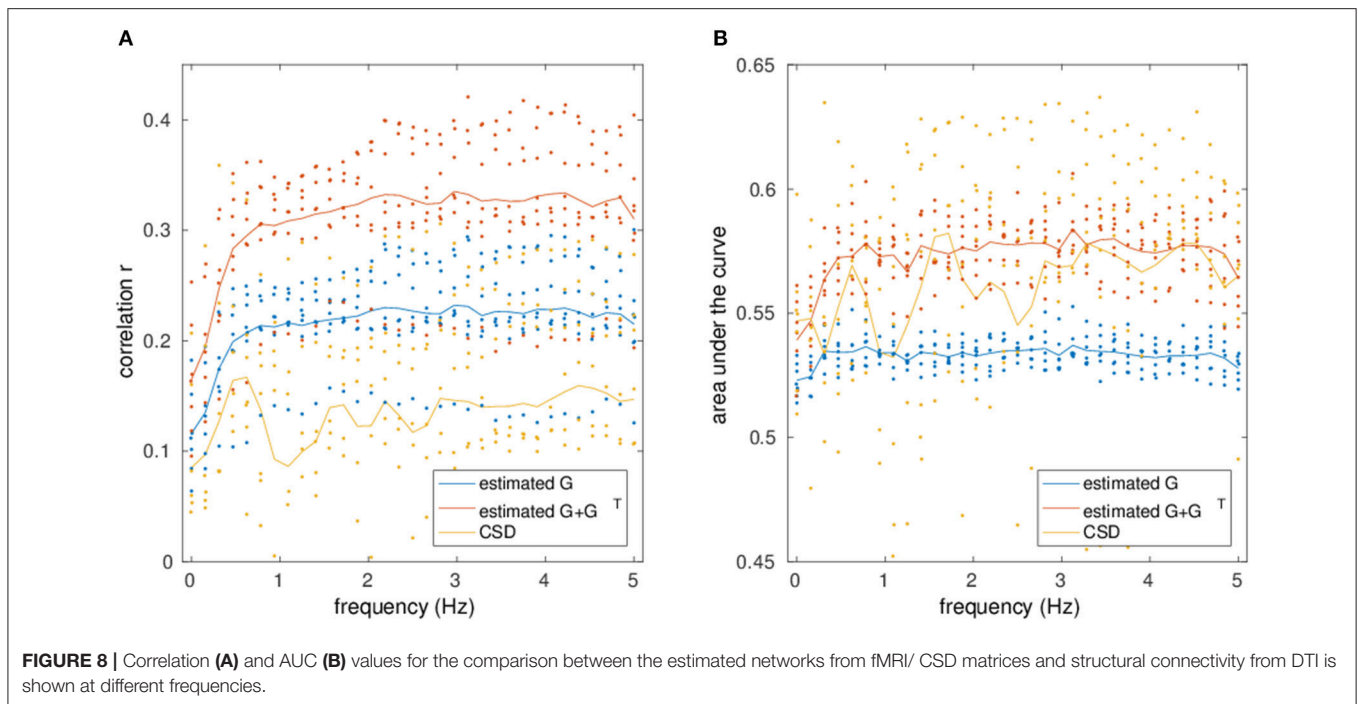 A
B
0.4
0.3
0.2
0.1
0
correlation r
0 1 2 3 4 5
frequency (Hz)
estimated G
estimated G+G T
CSD
0.65
0.6
0.55
0.5
0.45
area under the curve
0 1 2 3 4 5
frequency (Hz)
estimated G
estimated G+G T
CSD
FIGURE 8 | Correlation (A) and AUC (B) values for the comparison between the estimated networks from fMRI/ CSD matrices and structural connectivity from DTI is
shown at different frequencies.